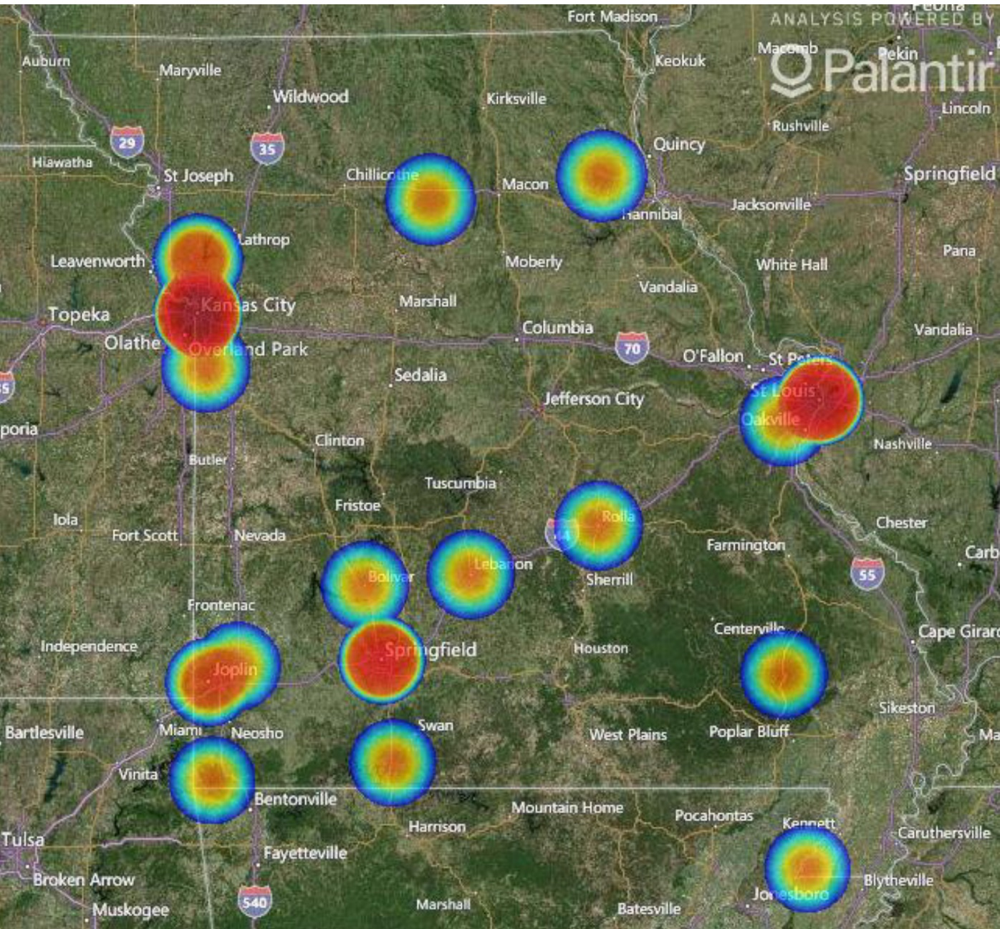 Fort Madison
Peoria
ANALYSIS POWERED BY
Palantir
Auburn
Maryville
Keokuk
Macomb
Pekin
Wildwood
Kirksville
Lincoln
Rushville
29
35
Quincy
Hiawatha
St Joseph
Chillicothe
Macon
Springfield
Hannibal
Jacksonville
Lathrop
Leavenworth
Moberly
White Hall
Pana
Vandalia
Kansas City
Marshall
Topeka
Columbia
Vandalia
Olathe
Overland Park
70
O'Fallon
St Peters
Sedalia
St Louis
Jefferson City
Oakville
poria
Clinton
Nashville
Butler
Tuscumbia
Fristoe
Iola
Rolla
Chester
Fort Scott
Nevada
44
Farmington
Carb
Lebanon
Bolivar
Sherrill
55
Frontenac
Centerville
Cape Girard
Independence
Springfield
Houston
Joplin
Sikeston
Miami
Neosho
Swan
West Plains
Poplar Bluff
Bartlesville
Ma
Vinita
Bentonville
Mountain Home
Pocahontas
Kennett
Harrison
Caruthersville
Tulsa
Fayetteville
Broken Arrow
Blytheville
Jonesboro
540
Marshall
Batesville
Muskogee